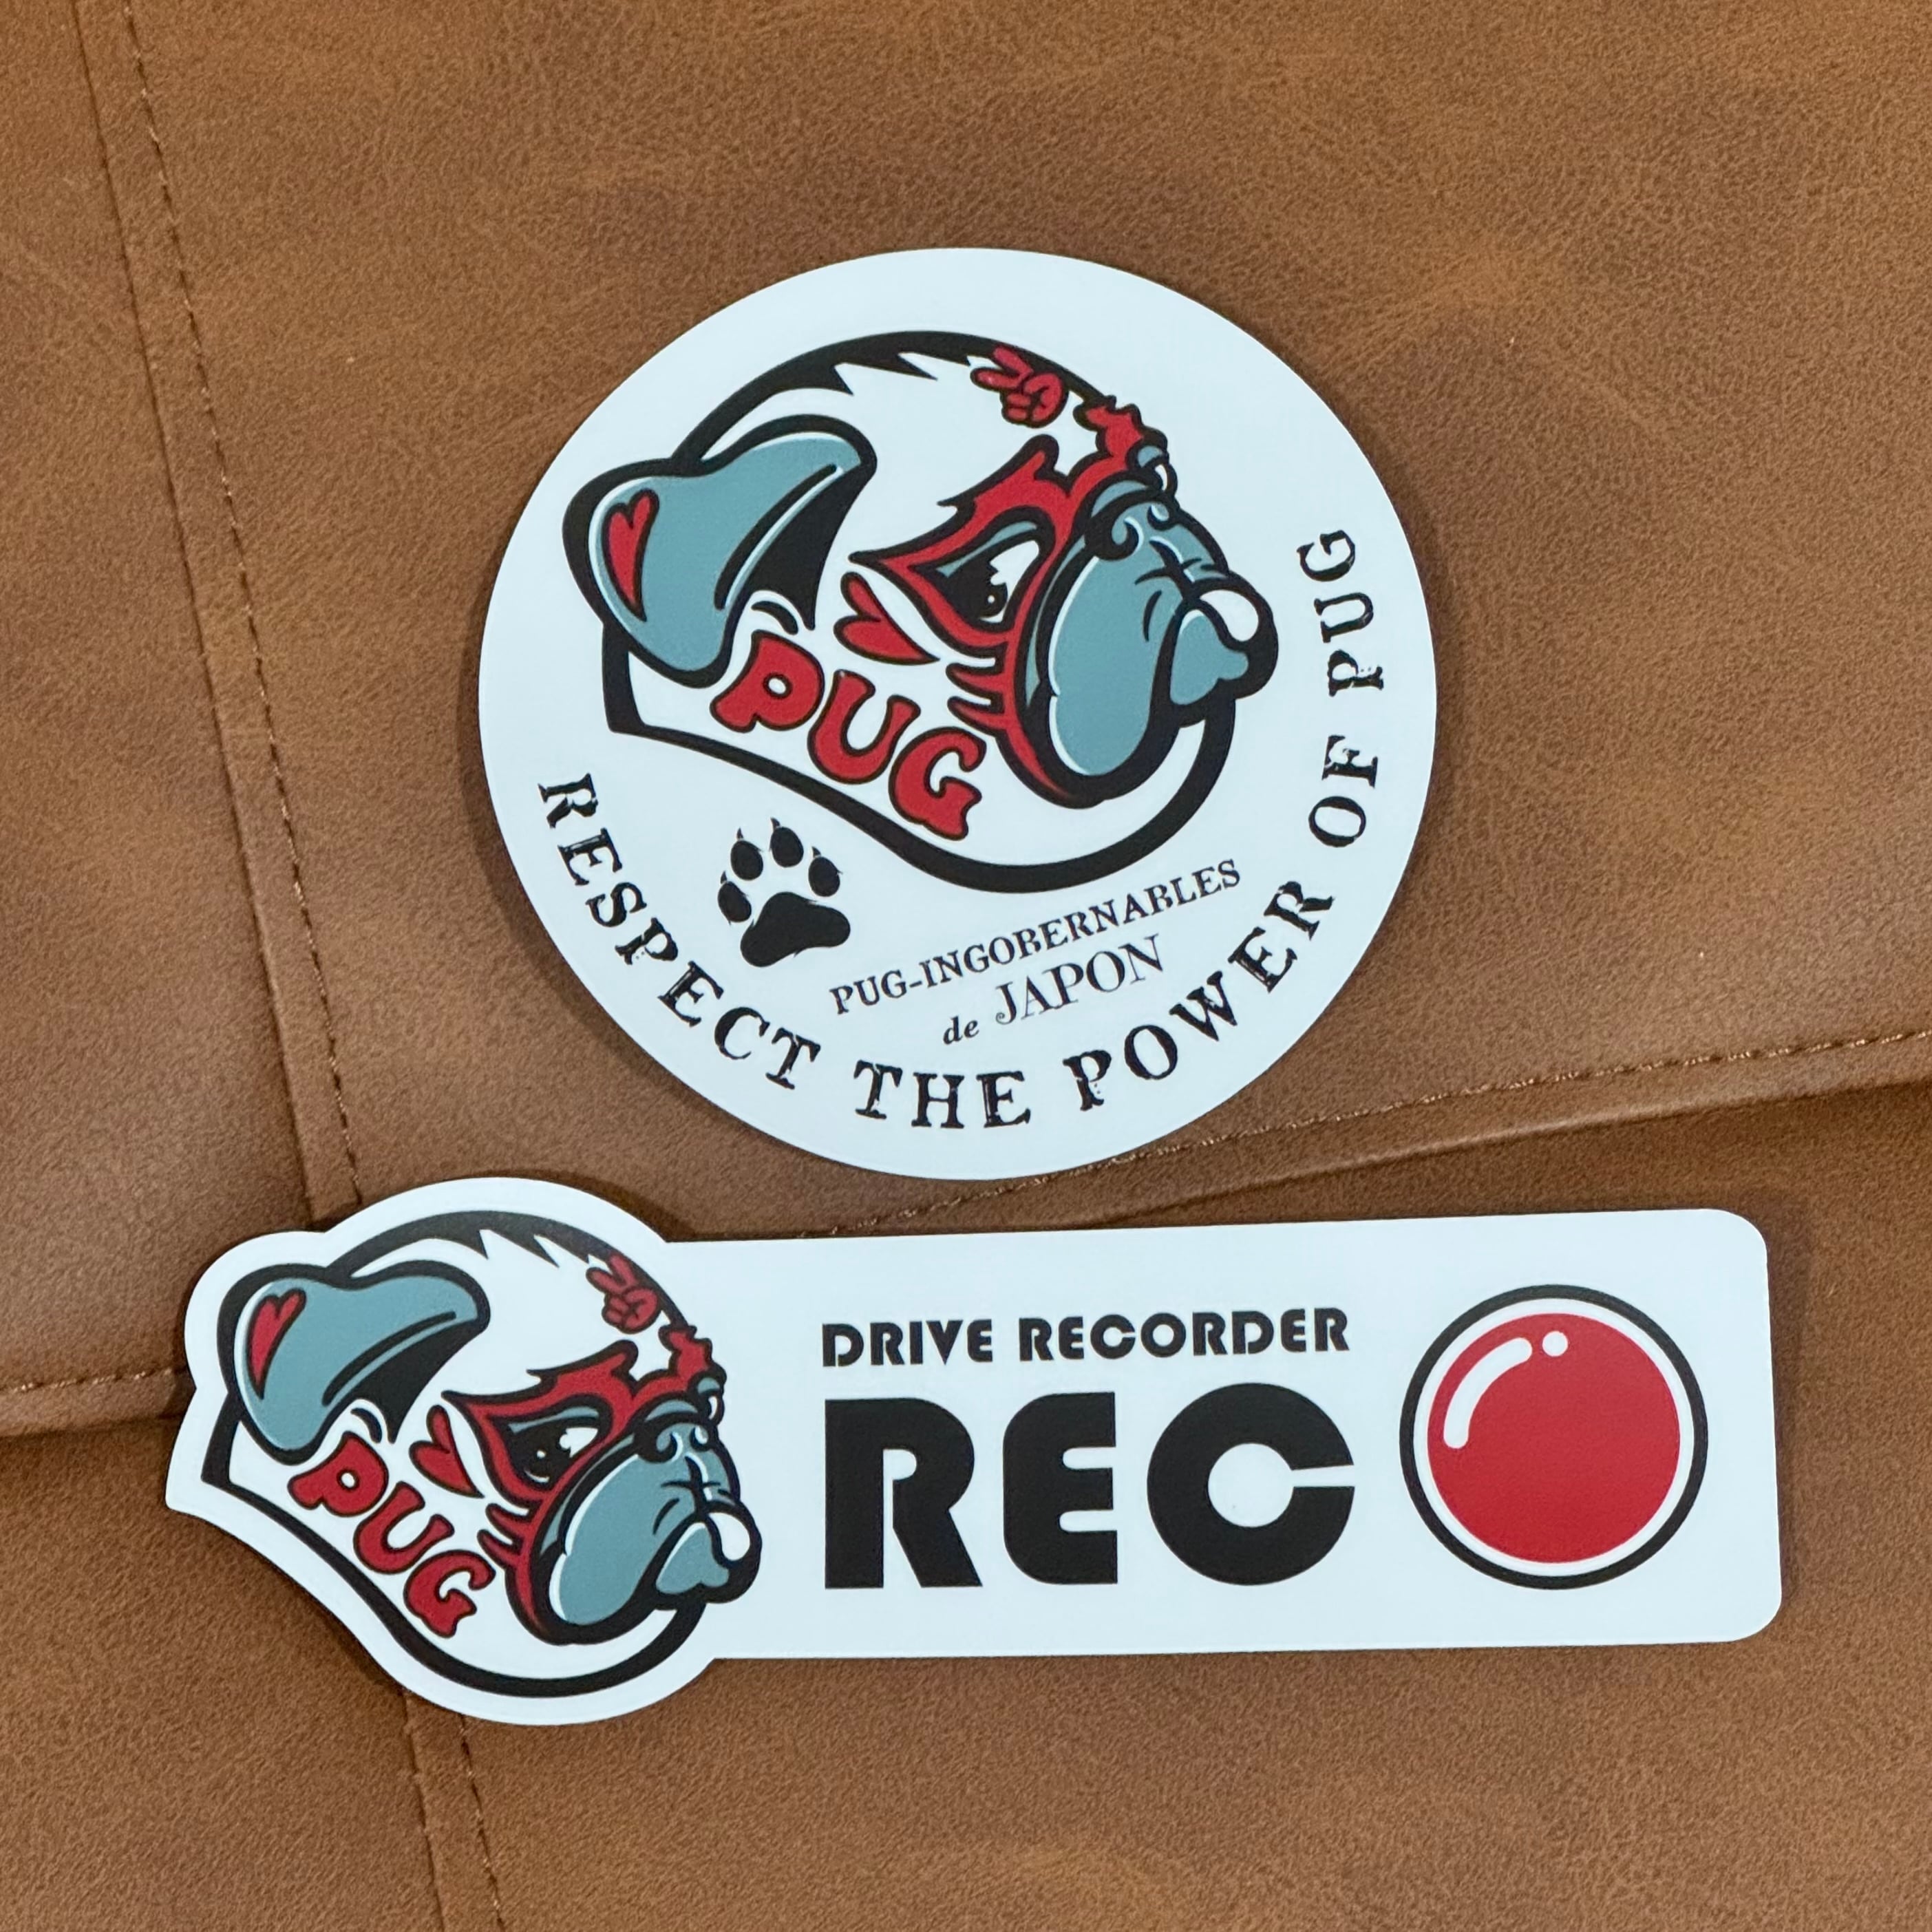 PUG
PUG-INGOBERNABLES
de JAPON
RESPECT THE POWER OF PUG
PUG
DRIVE RECORDER
REC